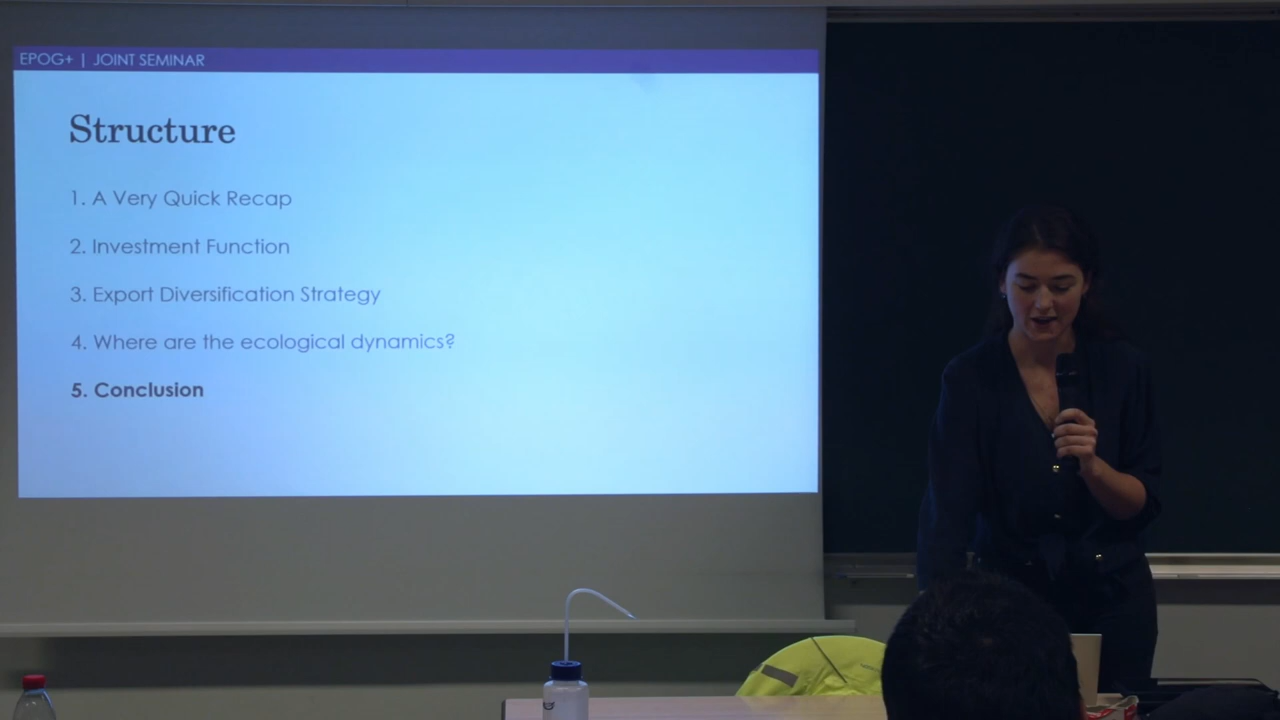 EPOG+ | JOINT SEMINAR
Structure
1. A Very Quick Recap
2. Investment Function
3. Export Diversification Strategy
4. Where are the ecological dynamics?
5. Conclusion